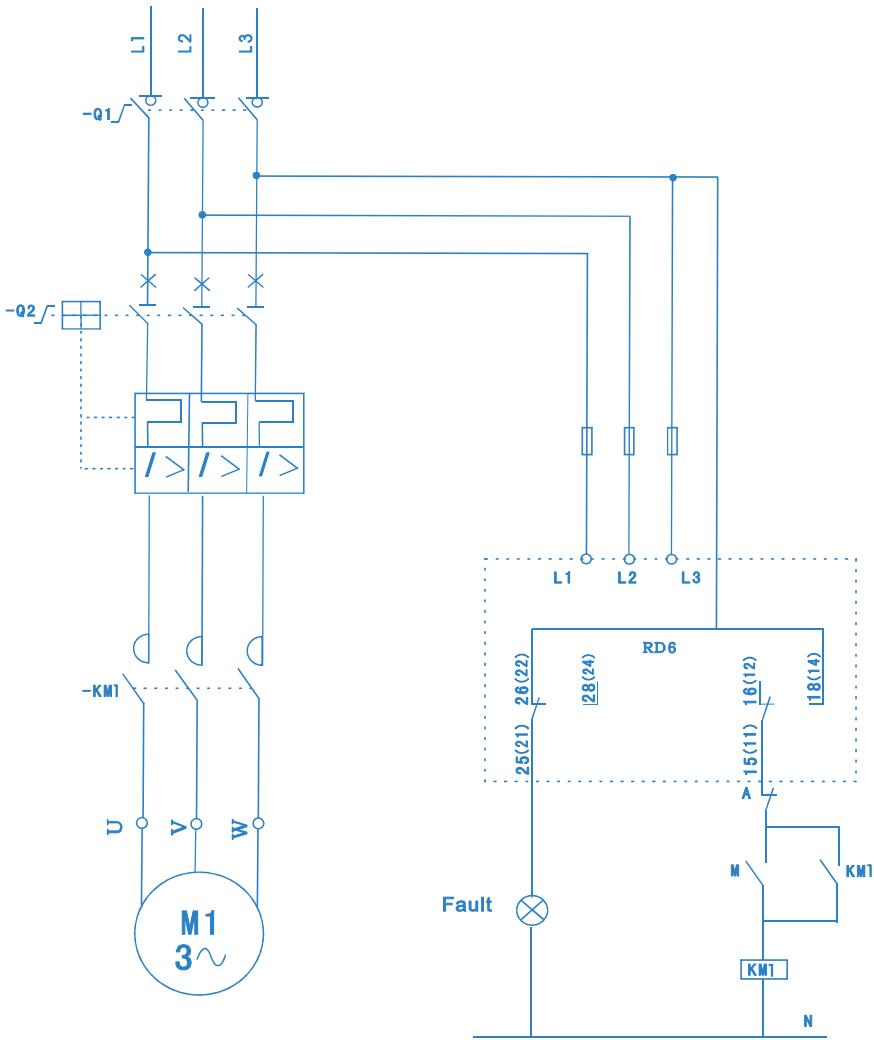 L1
L2
L3
-Q1
-Q2
I >
I >
I >
L1
L2
L3
RD6
26(22)
28(24)
16(12)
18(14)
-KM1
25(21)
15(11)
A
U
V
W
M
KM1
Fault
M1
3~
KM1
N